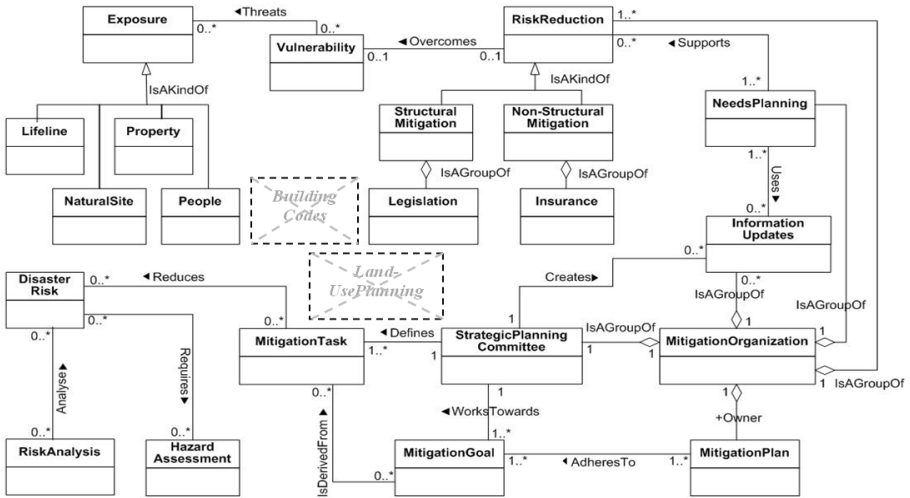 Exposure
◄Threats
0..*
0..*
Vulnerability
◄Overcomes
0..1
0..1
RiskReduction
1..*
0..*
◄Supports
1..*
NeedsPlanning
IsAKindOf
IsAKindOf
Lifeline
Property
NaturalSite
People
Structural
Mitigation
Non-Structural
Mitigation
IsAGroupOf
IsAGroupOf
Legislation
Insurance
Building
Codes
Land-
UsePlanning
1..*
Uses►
0..*
Information
Updates
0..*
0..*
Creates►
1
IsAGroupOf
IsAGroupOf
Disaster
Risk
0..*
◄Reduces
0..*
0..*
0..*
MitigationTask
◄Defines
1..*
1
StrategicPlanning
Committee
IsAGroupOf
1
1
MitigationOrganization
1
1
1
IsAGroupOf
Analyse►
Requires►
0..*
0..*
RiskAnalysis
Hazard
Assessment
0..*
IsDerivedFrom►
0..*
1
◄WorksTowards
1..*
MitigationGoal
1..*
◄AdheresTo
1..*
1
+Owner
MitigationPlan